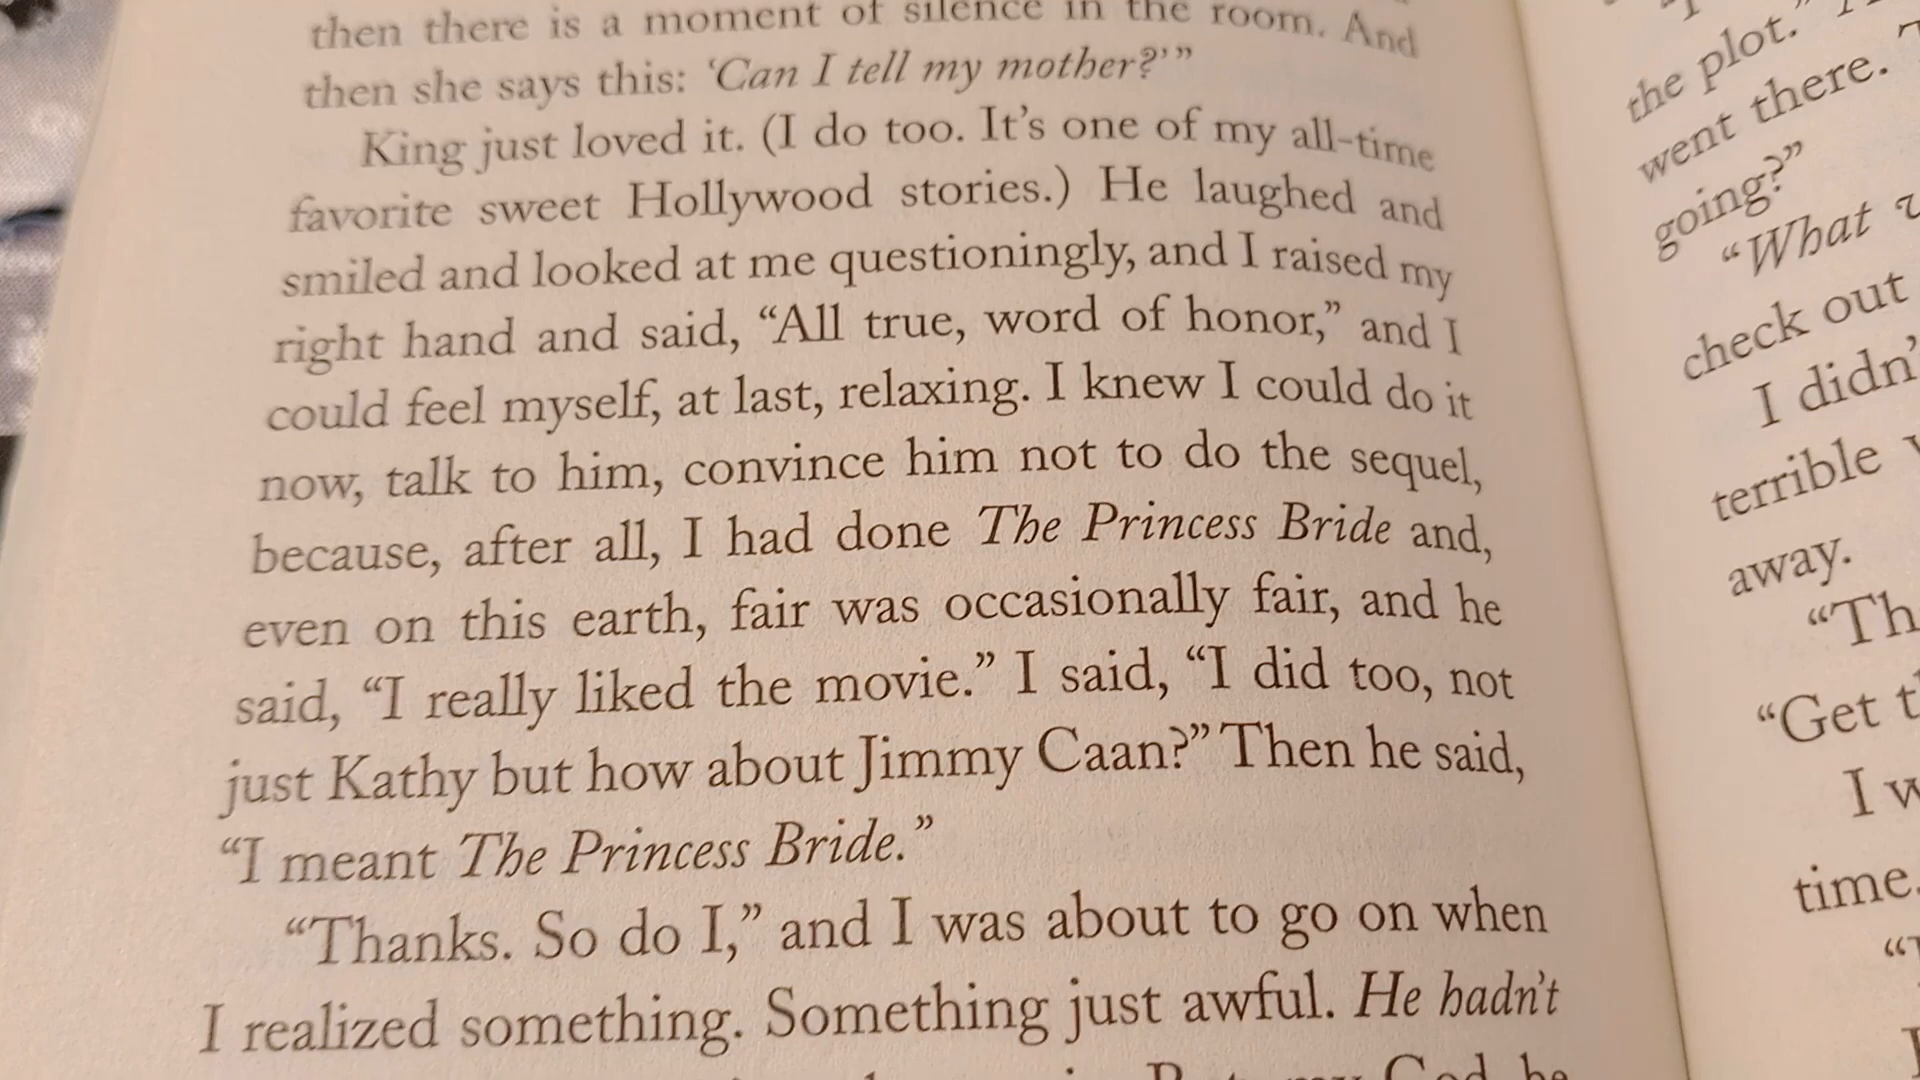 then there is a moment of silence in the room. And
then she says this: ‘Can I tell my mother?’”
King just loved it. (I do too. It’s one of my all-time
favorite sweet Hollywood stories.) He laughed and
smiled and looked at me questioningly, and I raised my
right hand and said, “All true, word of honor,” and I
could feel myself, at last, relaxing. I knew I could do it
now, talk to him, convince him not to do the sequel,
because, after all, I had done The Princess Bride and,
even on this earth, fair was occasionally fair, and he
said, “I really liked the movie.” I said, “I did too, not
just Kathy but how about Jimmy Caan?” Then he said,
“I meant The Princess Bride.”
“Thanks. So do I,” and I was about to go on when
I realized something. Something just awful. He hadn’t
my God, he
the plot.”
went there.
going?”
“What
check out
I didn’
terrible
away.
“Get
I
time.